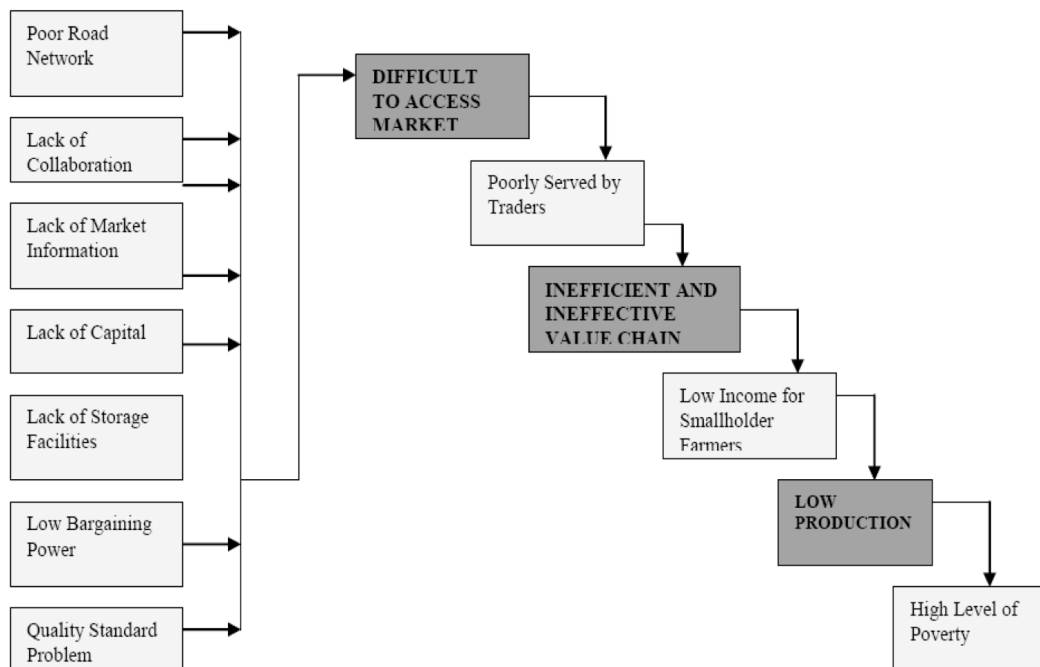 Poor Road
Network
Lack of
Collaboration
Lack of Market
Information
Lack of Capital
Lack of Storage
Facilities
Low Bargaining
Power
Quality Standard
Problem
DIFFICULT
TO ACCESS
MARKET
Poorly Served by
Traders
INEFFICIENT AND
INEFFECTIVE
VALUE CHAIN
Low Income for
Smallholder
Farmers
LOW
PRODUCTION
High Level of
Poverty